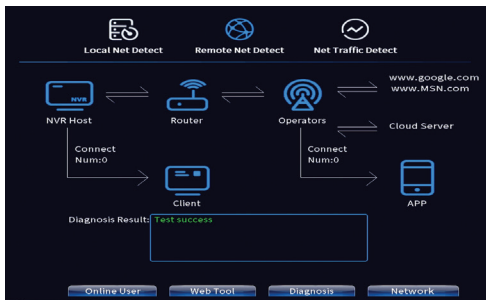 Local Net Detect
Remote Net Detect
Net Traffic Detect
www.google.com
www.MSN.com
NVR
NVR Host
Router
Operators
Cloud Server
Connect
Num:0
Connect
Num:0
Client
APP
Diagnosis Result:
Test success
Online User
Web Tool
Diagnosis
Network